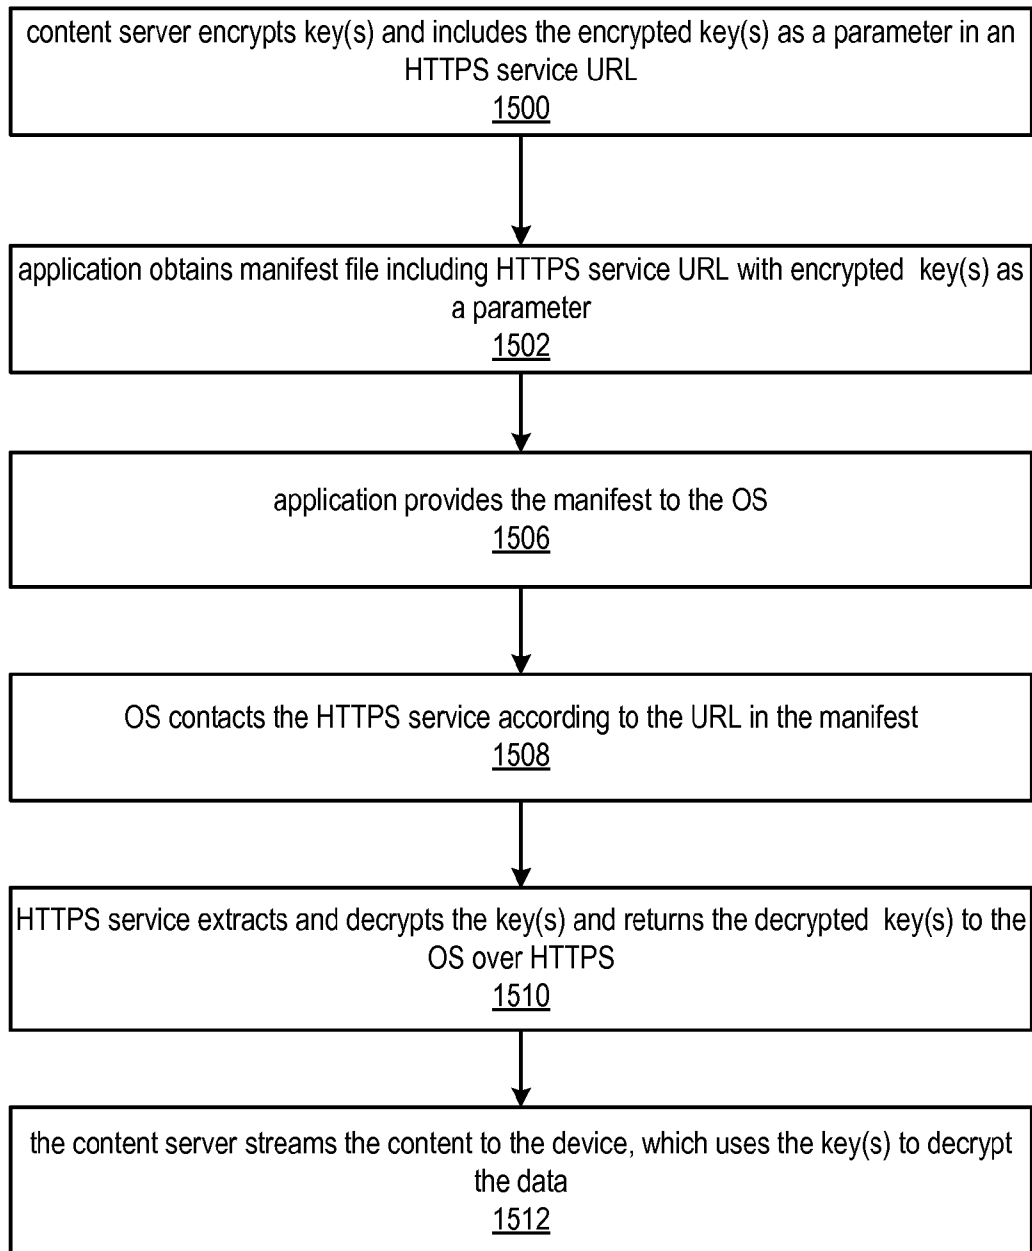 content server encrypts key(s) and includes the encrypted key(s) as a parameter in an
HTTPS service URL
1500
application obtains manifest file including HTTPS service URL with encrypted key(s) as
a parameter
1502
application provides the manifest to the OS
1506
OS contacts the HTTPS service according to the URL in the manifest
1508
HTTPS service extracts and decrypts the key(s) and returns the decrypted key(s) to the
OS over HTTPS
1510
the content server streams the content to the device, which uses the key(s) to decrypt
the data
1512